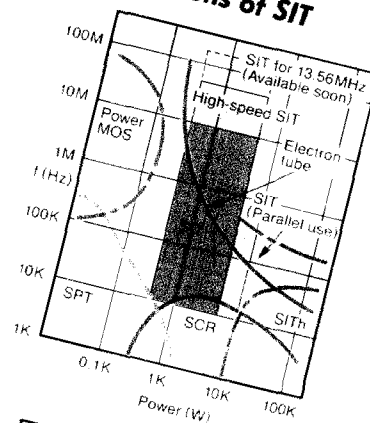 ons of SIT
100M
10M
1M
f (Hz)
100K
10K
1K
SIT for 13.56MHz
(Available soon)
High-speed SIT
Power
MOS
Electron
tube
SIT
(Parallel use)
SPT
SCR
SITh
0.1K
1K
10K
100K
Power (W)